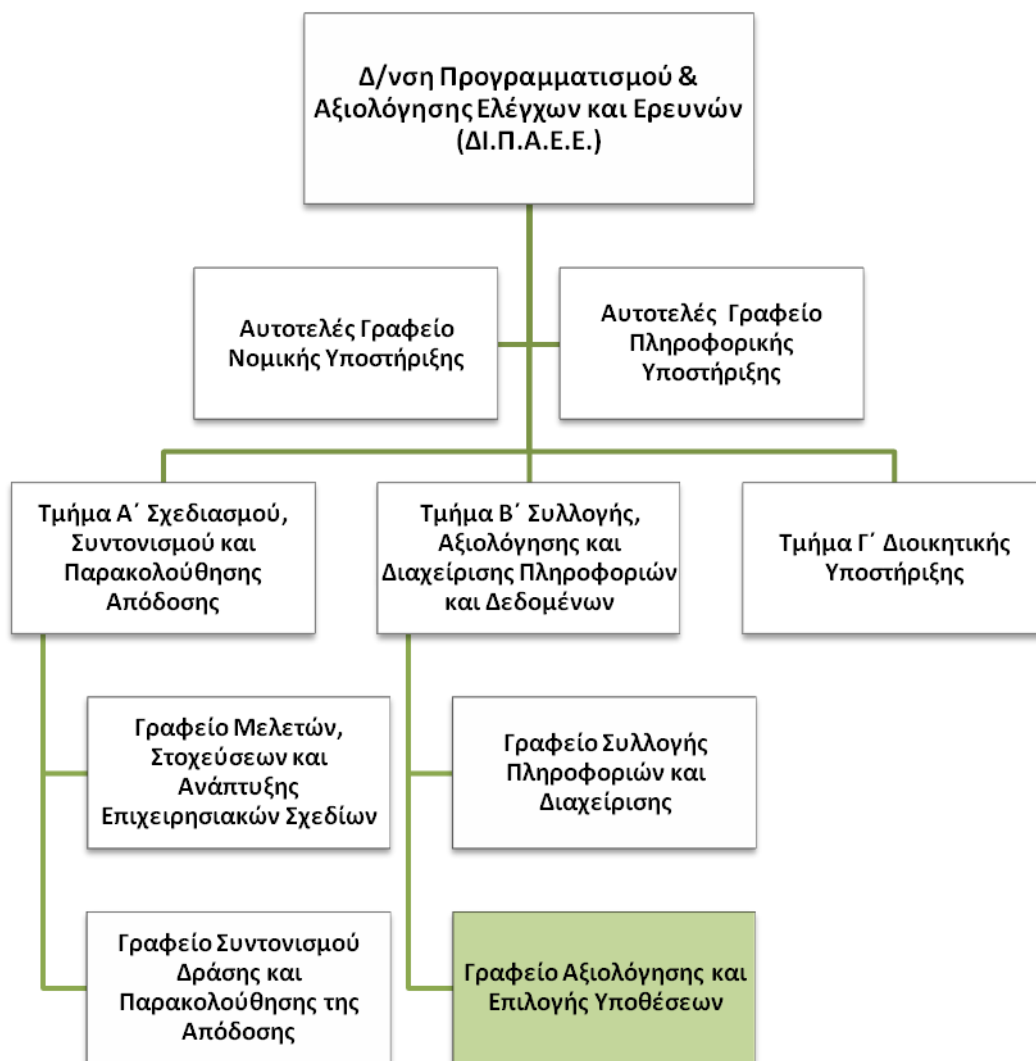 Δ/νση Προγραμματισμού &
Αξιολόγησης Ελέγχων και Ερευνών
(ΔΙ.Π.Α.Ε.Ε.)
Αυτοτελές Γραφείο
Νομικής Υποστήριξης
Αυτοτελές Γραφείο
Πληροφορικής
Υποστήριξης
Τμήμα Α΄ Σχεδιασμού,
Συντονισμού και
Παρακολούθησης
Απόδοσης
Τμήμα Β΄ Συλλογής,
Αξιολόγησης και
Διαχείρισης Πληροφοριών
και Δεδομένων
Τμήμα Γ΄ Διοικητικής
Υποστήριξης
Γραφείο Μελετών,
Στοχεύσεων και
Ανάπτυξης
Επιχειρησιακών Σχεδίων
Γραφείο Συλλογής
Πληροφοριών και
Διαχείρισης
Γραφείο Συντονισμού
Δράσης και
Παρακολούθησης της
Απόδοσης
Γραφείο Αξιολόγησης και
Επιλογής Υποθέσεων